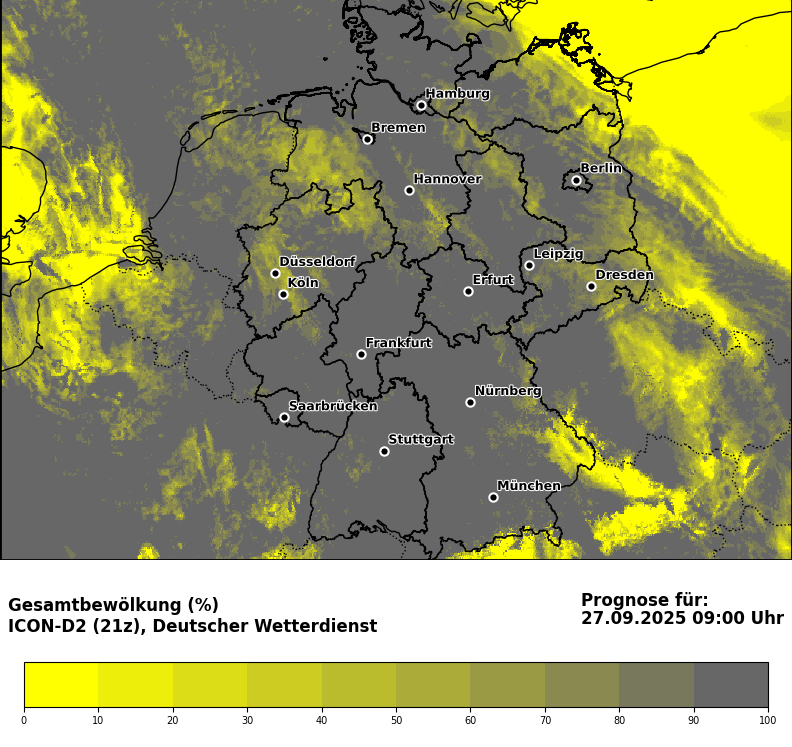 Hamburg
Bremen
Berlin
Hannover
Leipzig
Düsseldorf
Dresden
Erfurt
Köln
Frankfurt
Nürnberg
Saarbrücken
Stuttgart
München
Gesamtbewölkung (%)
ICON-D2 (21z), Deutscher Wetterdienst
Prognose für:
27.09.2025 09:00 Uhr
0 10 20 30 40 50 60 70 80 90 100